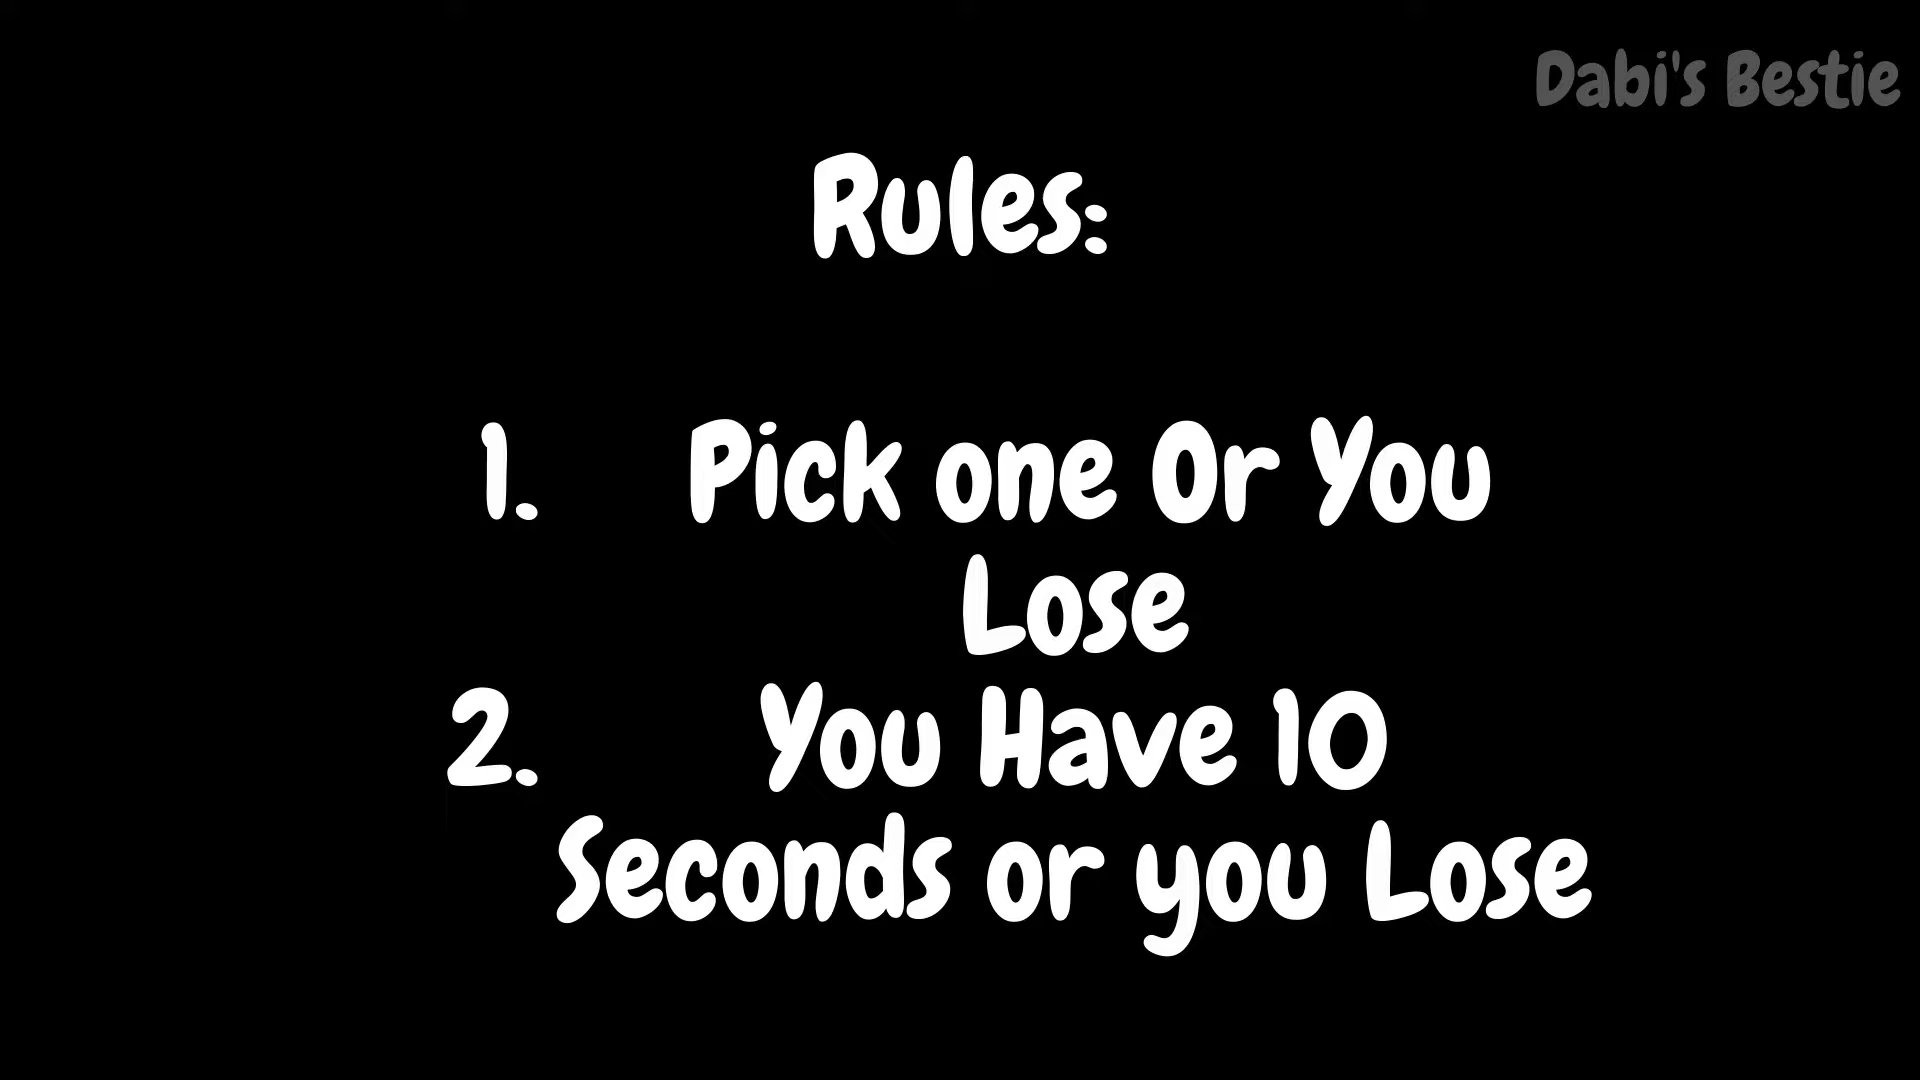 Dabi's Bestie
Rules:
1. Pick one Or You
Lose
2. You Have 10
Seconds or you Lose